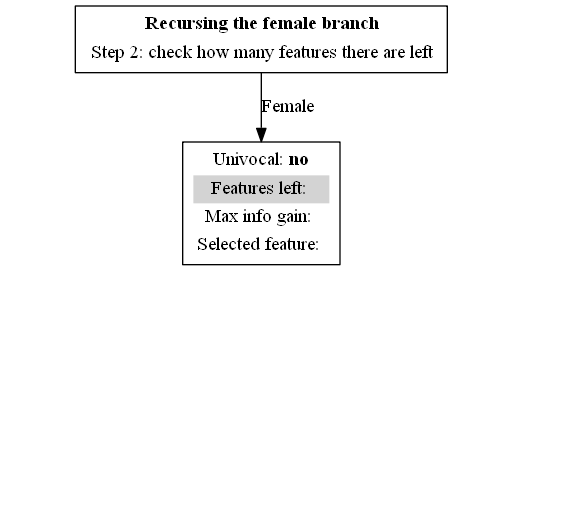 Recursing the female branch
Step 2: check how many features there are left
Female
Univocal: no
Features left:
Max info gain:
Selected feature: